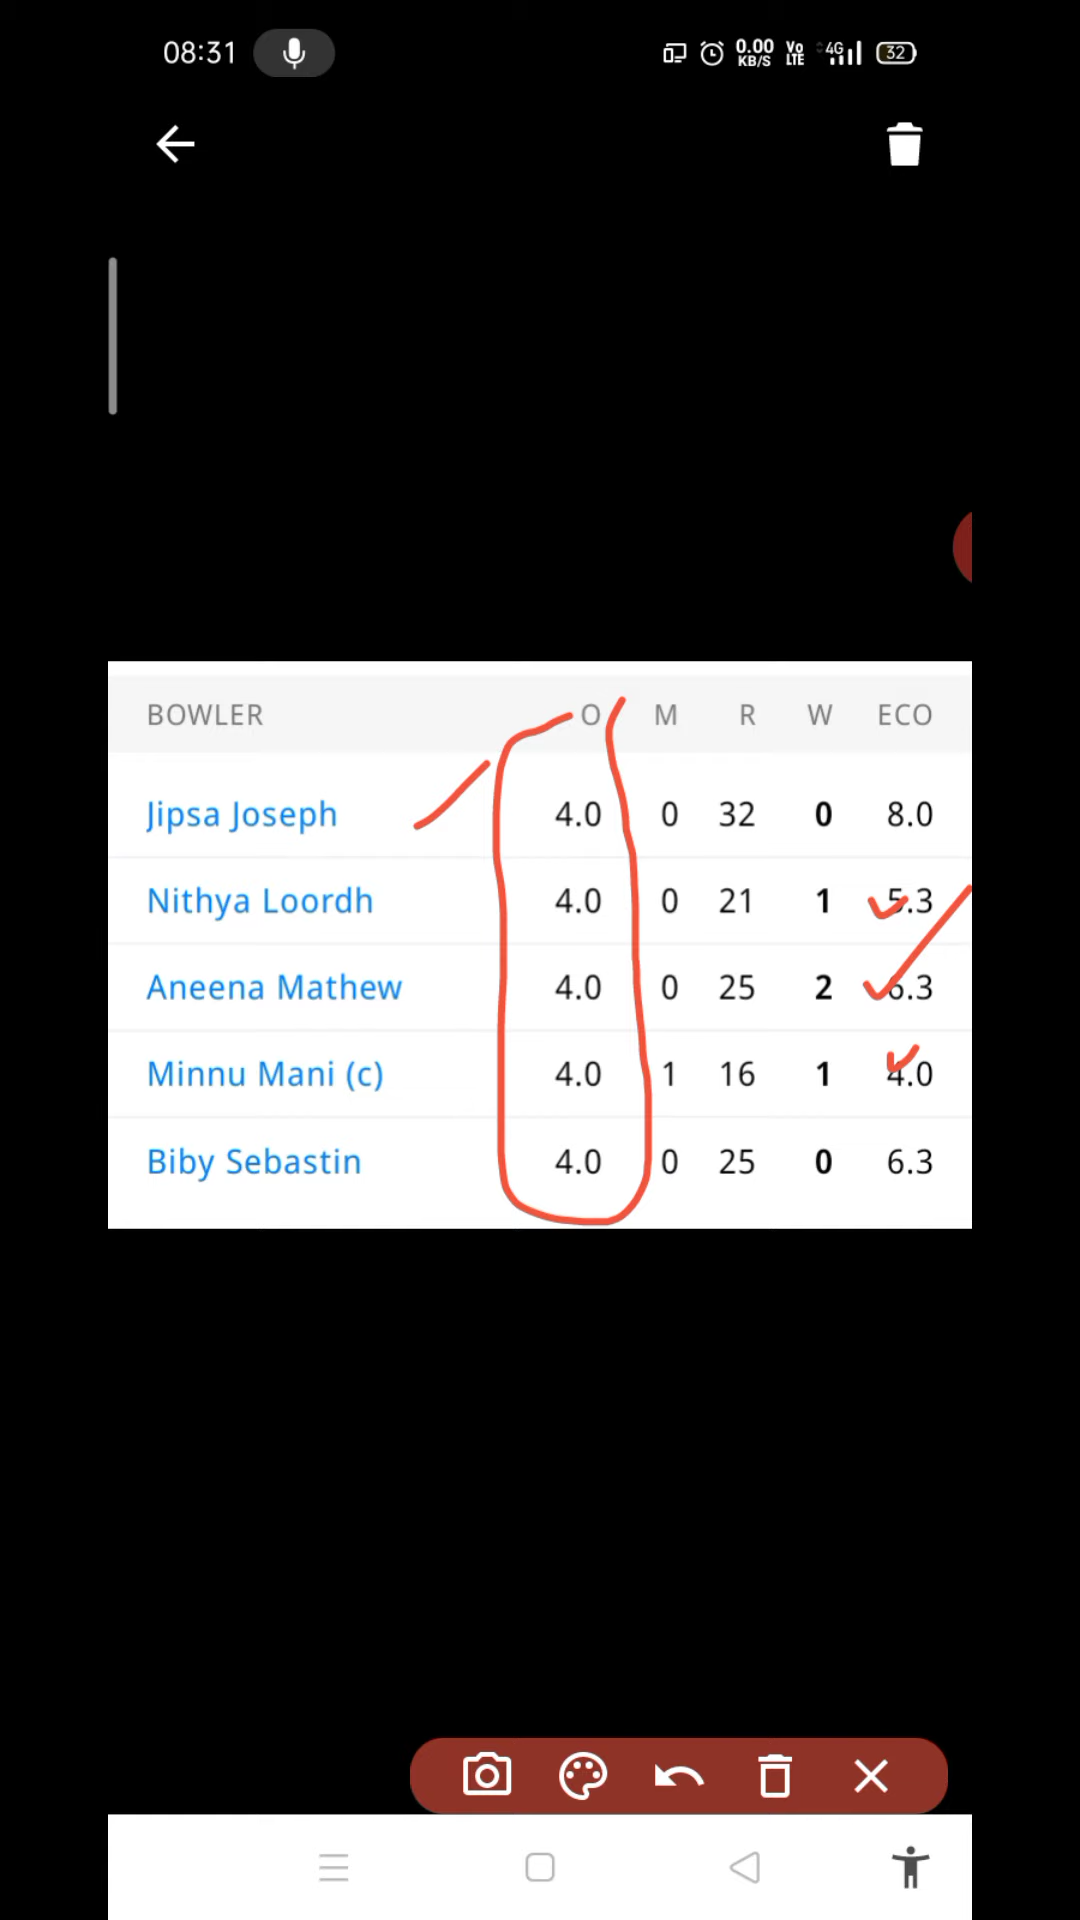 08:31 0.00 KB/S Vo LTE 4G 32
BOWLER O M R W ECO
Jipsa Joseph 4.0 0 32 0 8.0
Nithya Loordh 4.0 0 21 1 5.3
Aneena Mathew 4.0 0 25 2 6.3
Minnu Mani (c) 4.0 1 16 1 4.0
Biby Sebastin 4.0 0 25 0 6.3